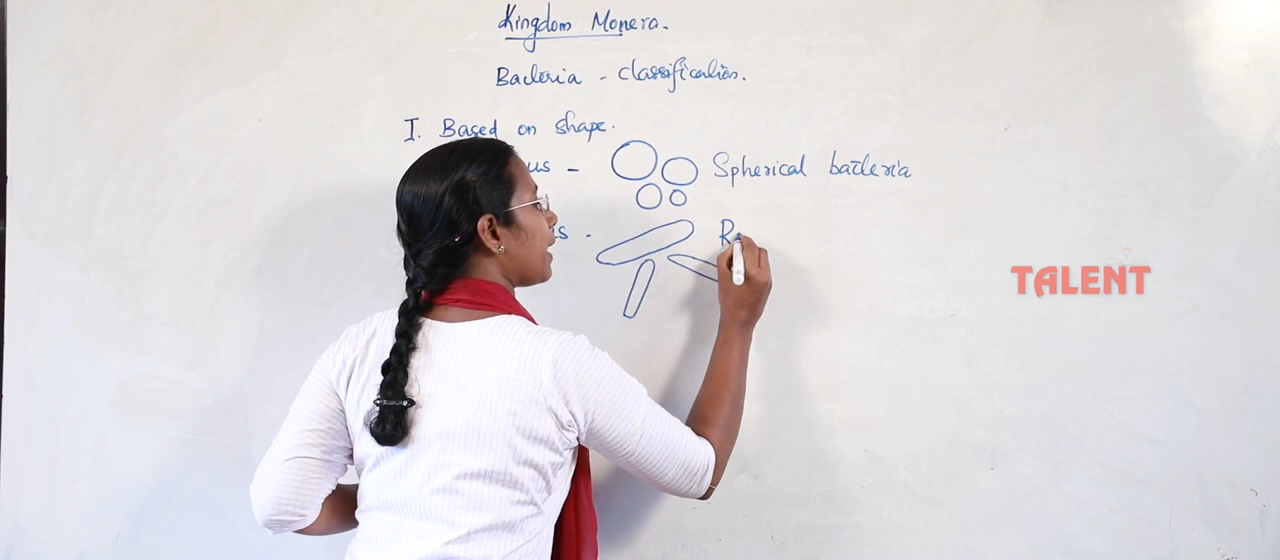 Kingdom Monera.
Bacteria - classification.
I. Based on shape.
us - Spherical bacteria
s - R
TALENT